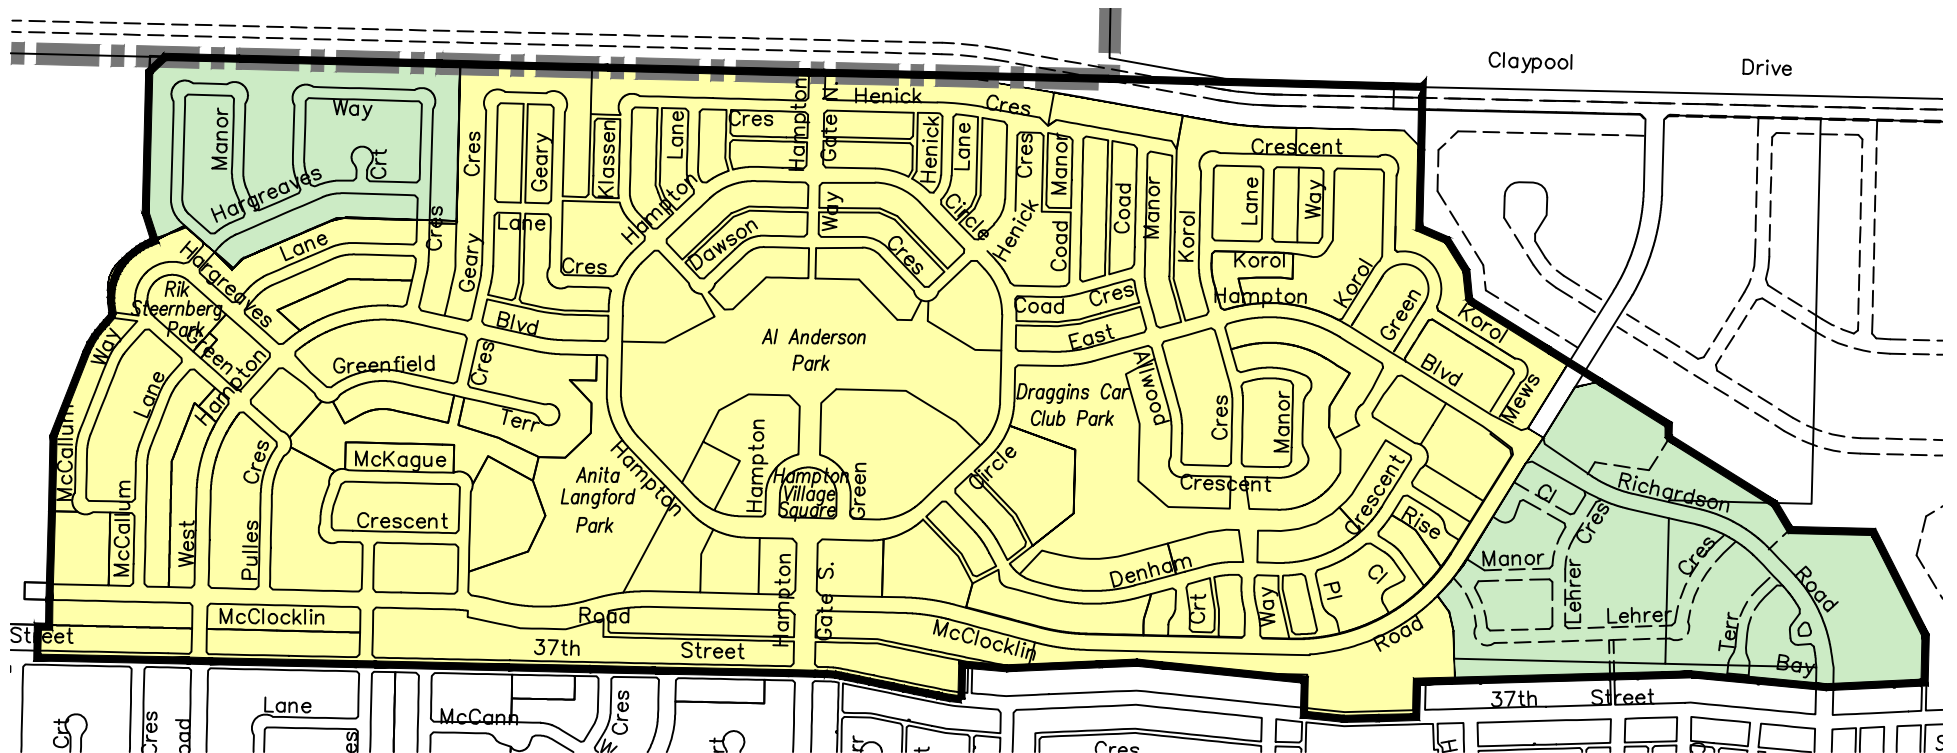 Claypool
Drive
Henick
Cres
Hampton
Gate N.
Way
Manor
Crt
Hargreaves
Cres
Geary
Klassen
Lane
Cres
Henick
Lane
Cres
Manor
Crescent
Lane
Way
Coad
Manor
Korol
Hampton
Circle
Henick
Coad
Cres
Lane
Geary
Lane
Hargreaves
Dawson
Way
Cres
Cres
Korol
Hampton
Korol
Green
Korol
Rik
Steernberg
Park
Green
Hampton
Way
Blvd
Coad
Cres
East
Al Anderson
Park
Greenfield
Cres
Terr
Lane
Allwood
Cres
Manor
Blvd
Mews
Draggins Car
Club Park
McCallum
McCallum
West
Pulles
Cres
McKague
Crescent
Anita
Langford
Park
Hampton
Hampton
Hampton
Village
Square
Green
Circle
Crescent
Crescent
Rise
Richardson
Cl
Cres
Manor
Lehrer
Cres
Lehrer
Terr
Road
Bay
Denham
Crt
Way
Pl
Cl
Road
McClocklin
Road
Hampton
Gate S.
McClocklin
Street
37th
Street
37th
Street
Crt
Cres
Lane
McCann
Cres
Cres